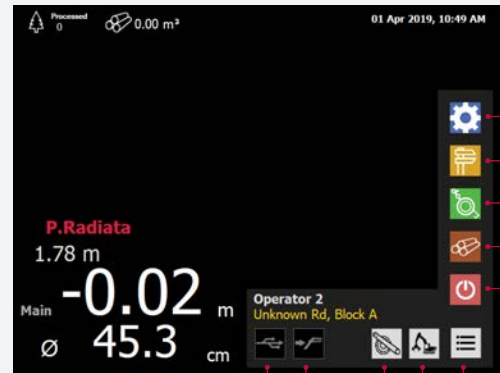 Processed
0
0.00 m³
01 Apr 2019, 10:49 AM
P.Radiata
1.78 m
Main -0.02 m
Ø 45.3 cm
Operator 2
Unknown Rd, Block A